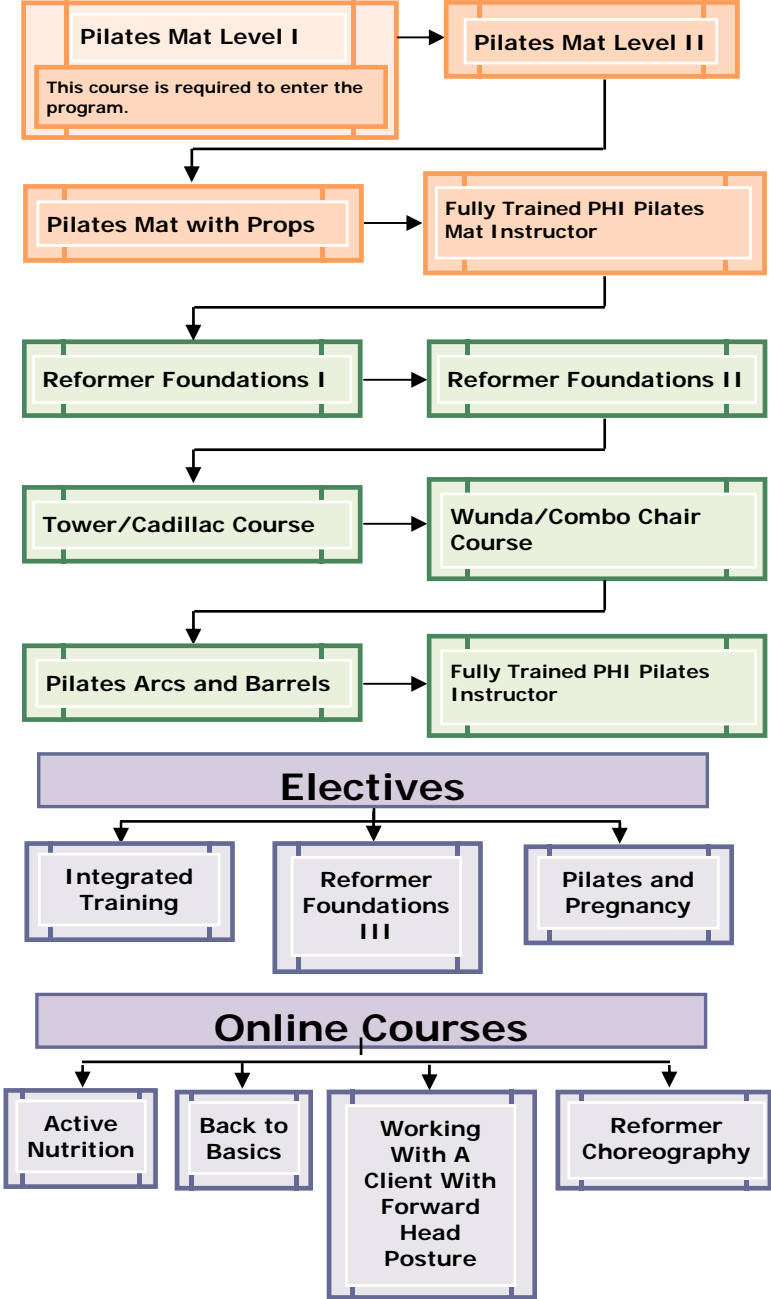 Pilates Mat Level I
This course is required to enter the
program.
Pilates Mat Level II
Pilates Mat with Props
Fully Trained PHI Pilates
Mat Instructor
Reformer Foundations I
Reformer Foundations II
Tower/Cadillac Course
Wunda/Combo Chair
Course
Pilates Arcs and Barrels
Fully Trained PHI Pilates
Instructor
Electives
Integrated
Training
Reformer
Foundations
III
Pilates and
Pregnancy
Online Courses
Active
Nutrition
Back to
Basics
Working
With A
Client With
Forward
Head
Posture
Reformer
Choreography